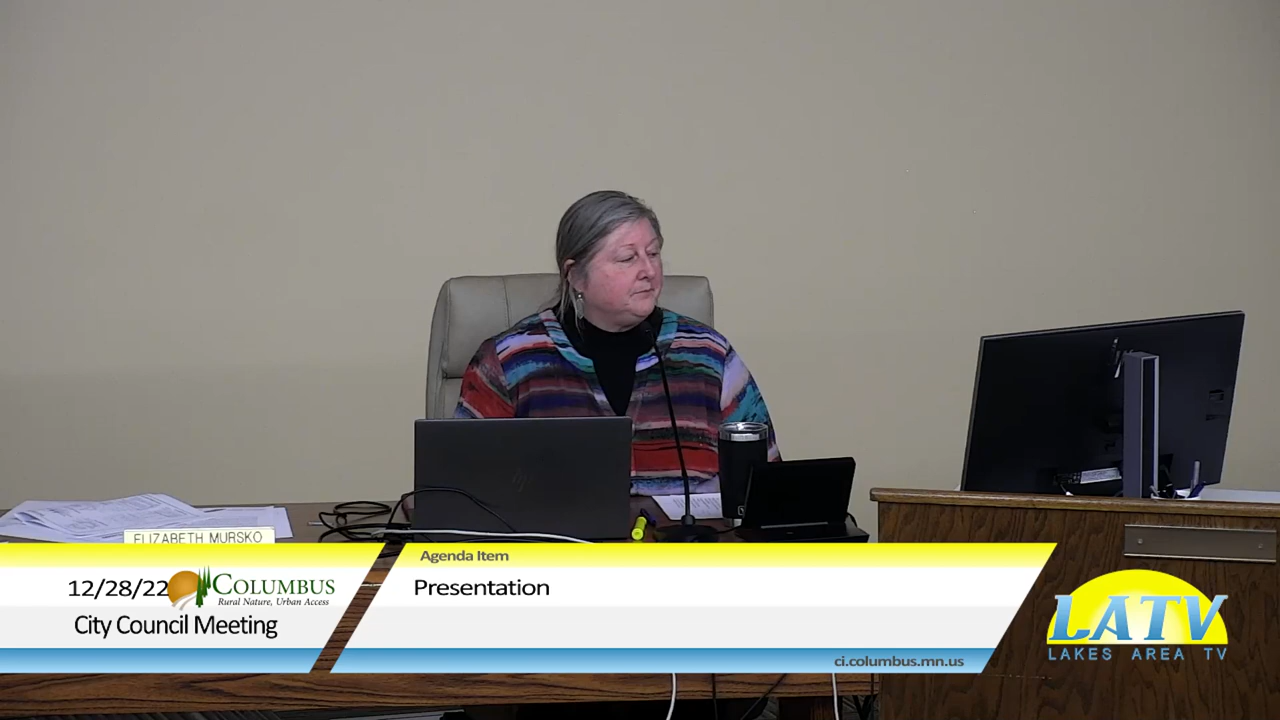 ELIZABETH MURSKO
Agenda Item
12/28/22
COLUMBUS
Rural Nature, Urban Access
Presentation
City Council Meeting
ci.columbus.mn.us
LATV
LAKES AREA TV